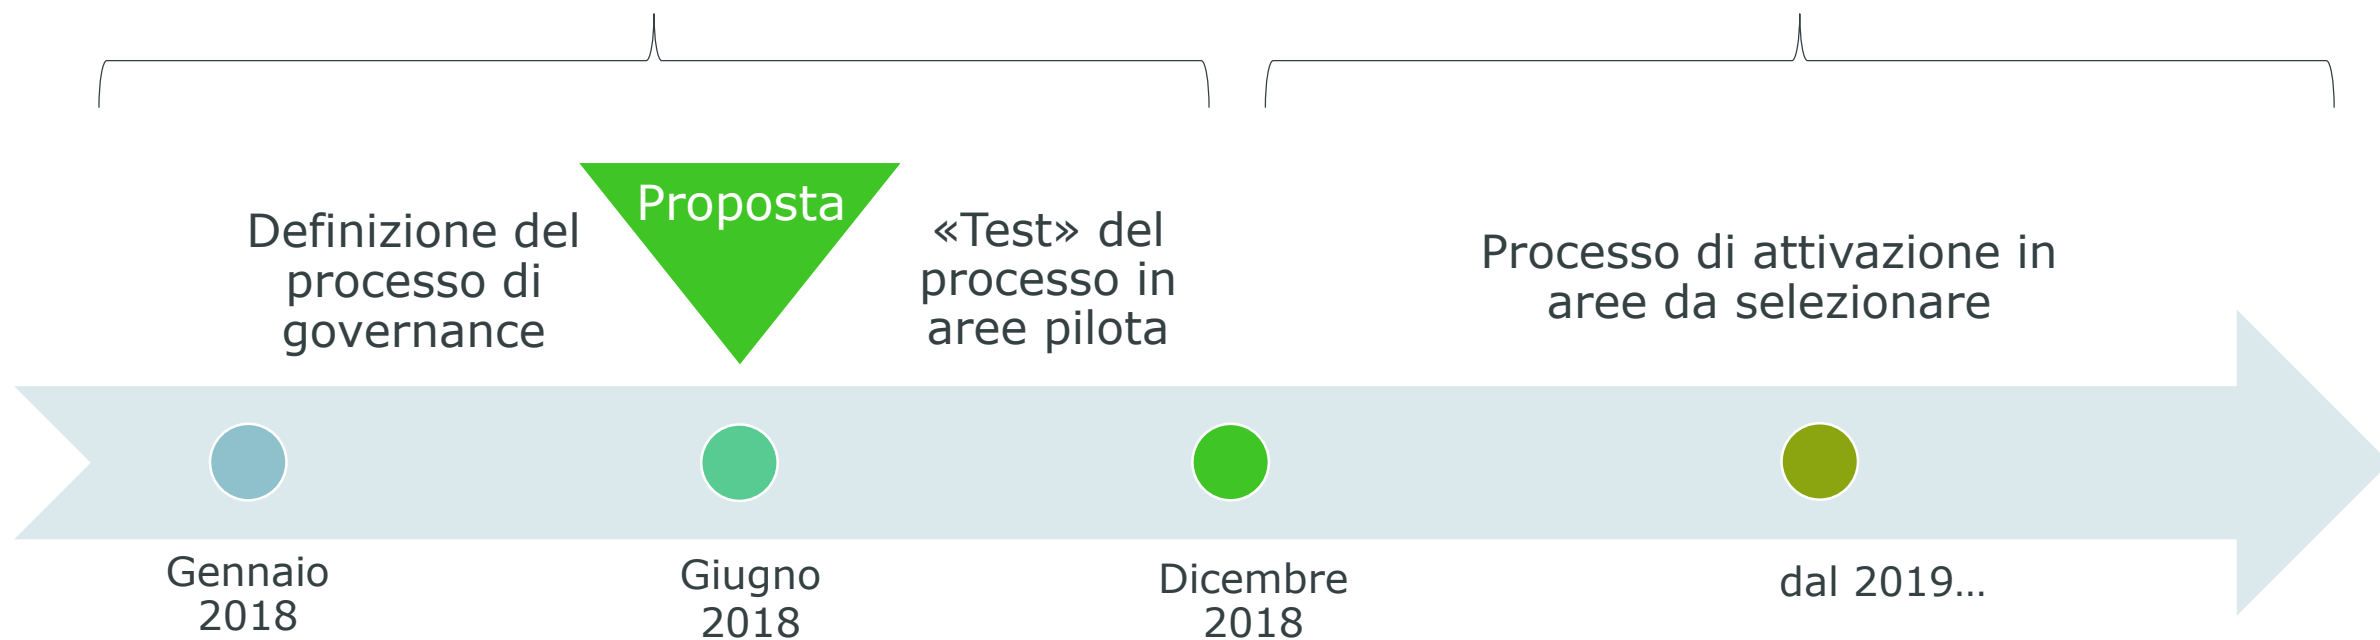 Definizione del
processo di
governance
Proposta
«Test» del
processo in
aree pilota
Processo di attivazione in
aree da selezionare
Gennaio
2018
Giugno
2018
Dicembre
2018
dal 2019…